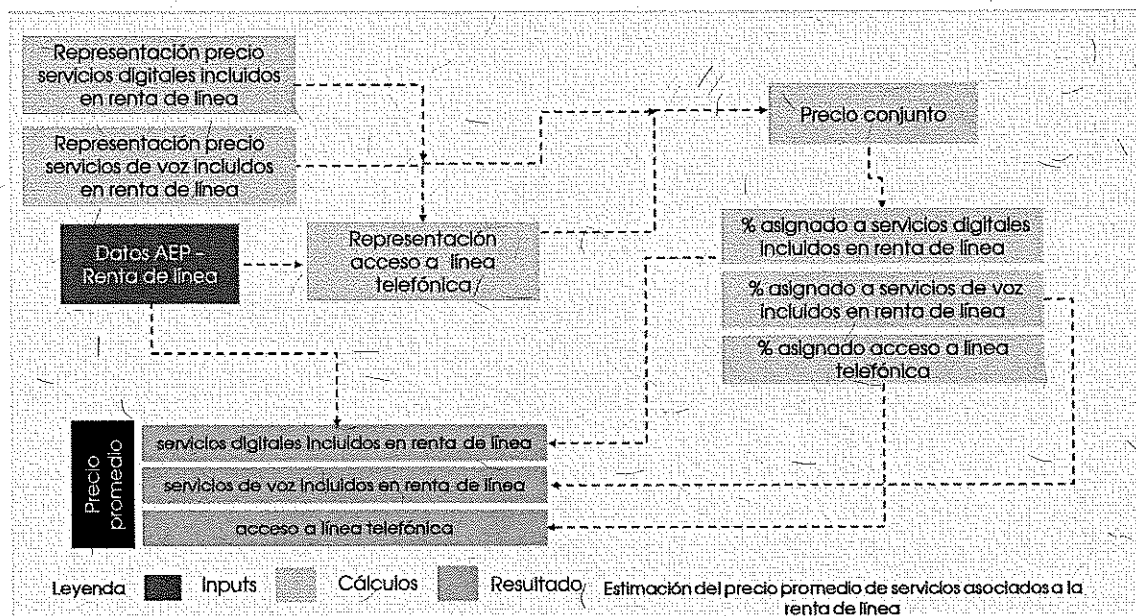 Representación precio
servicios digitales incluidos
en renta de línea
Representación precio
servicios de voz incluidos
en renta de línea
Datos AEP –
Renta de línea
Representación
acceso a línea
telefónica
Precio conjunto
% asignado a servicios digitales
incluidos en renta de línea
% asignado a servicios de voz
incluidos en renta de línea
% asignado acceso a línea
telefónica
Precio
promedio
servicios digitales incluidos en renta de línea
servicios de voz incluidos en renta de línea
acceso a línea telefónica
Leyenda Inputs Cálculos Resultado
Estimación del precio promedio de servicios asociados a la
renta de línea